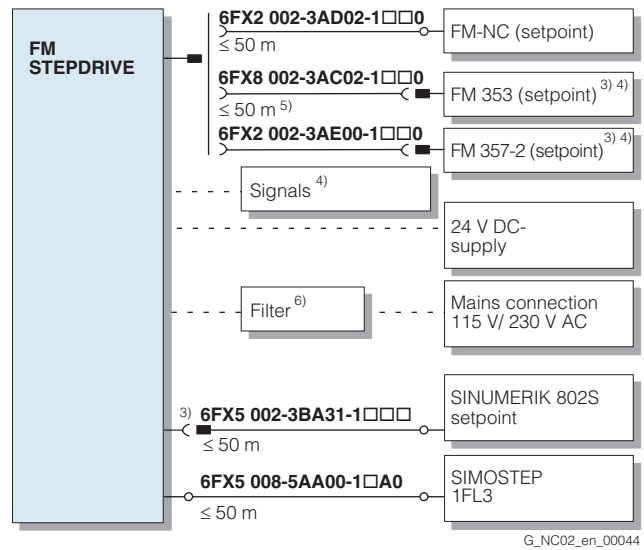 FM
STEPDRIVE
6FX2 002-3AD02-1□□0
≤ 50 m
FM-NC (setpoint)
6FX8 002-3AC02-1□□0
≤ 50 m 5)
FM 353 (setpoint) 3) 4)
6FX2 002-3AE00-1□□0
FM 357-2 (setpoint) 3) 4)
Signals 4)
24 V DC-
supply
Filter 6)
Mains connection
115 V/ 230 V AC
3) 6FX5 002-3BA31-1□□□
≤ 50 m
SINUMERIK 802S
setpoint
6FX5 008-5AA00-1□A0
≤ 50 m
SIMOSTEP
1FL3
G_NC02_en_00044